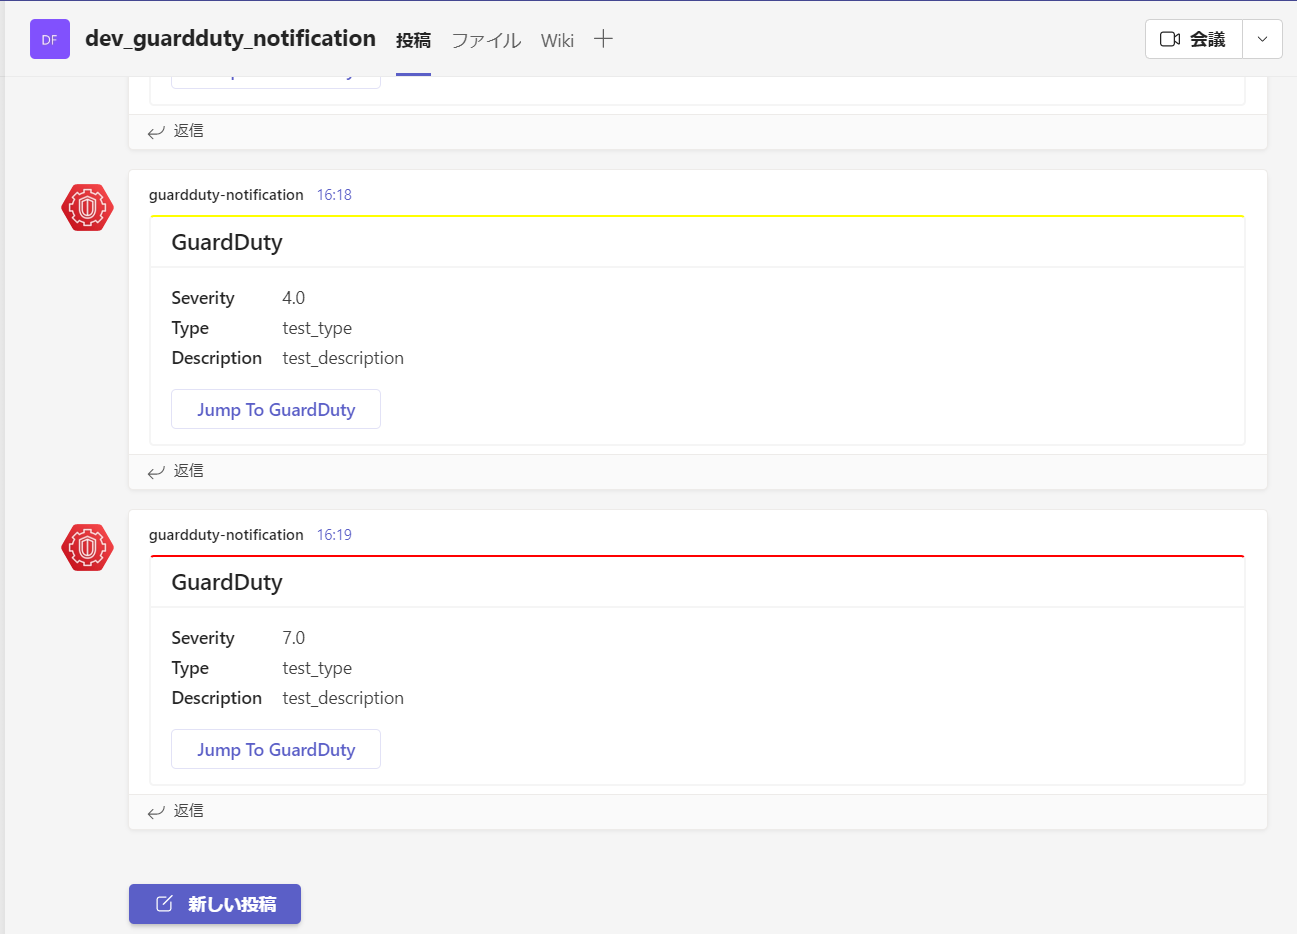 DF dev_guardduty_notification 投稿 ファイル Wiki 会議
返信
guardduty-notification 16:18
GuardDuty
Severity 4.0
Type test_type
Description test_description
Jump To GuardDuty
返信
guardduty-notification 16:19
GuardDuty
Severity 7.0
Type test_type
Description test_description
Jump To GuardDuty
返信
新しい投稿